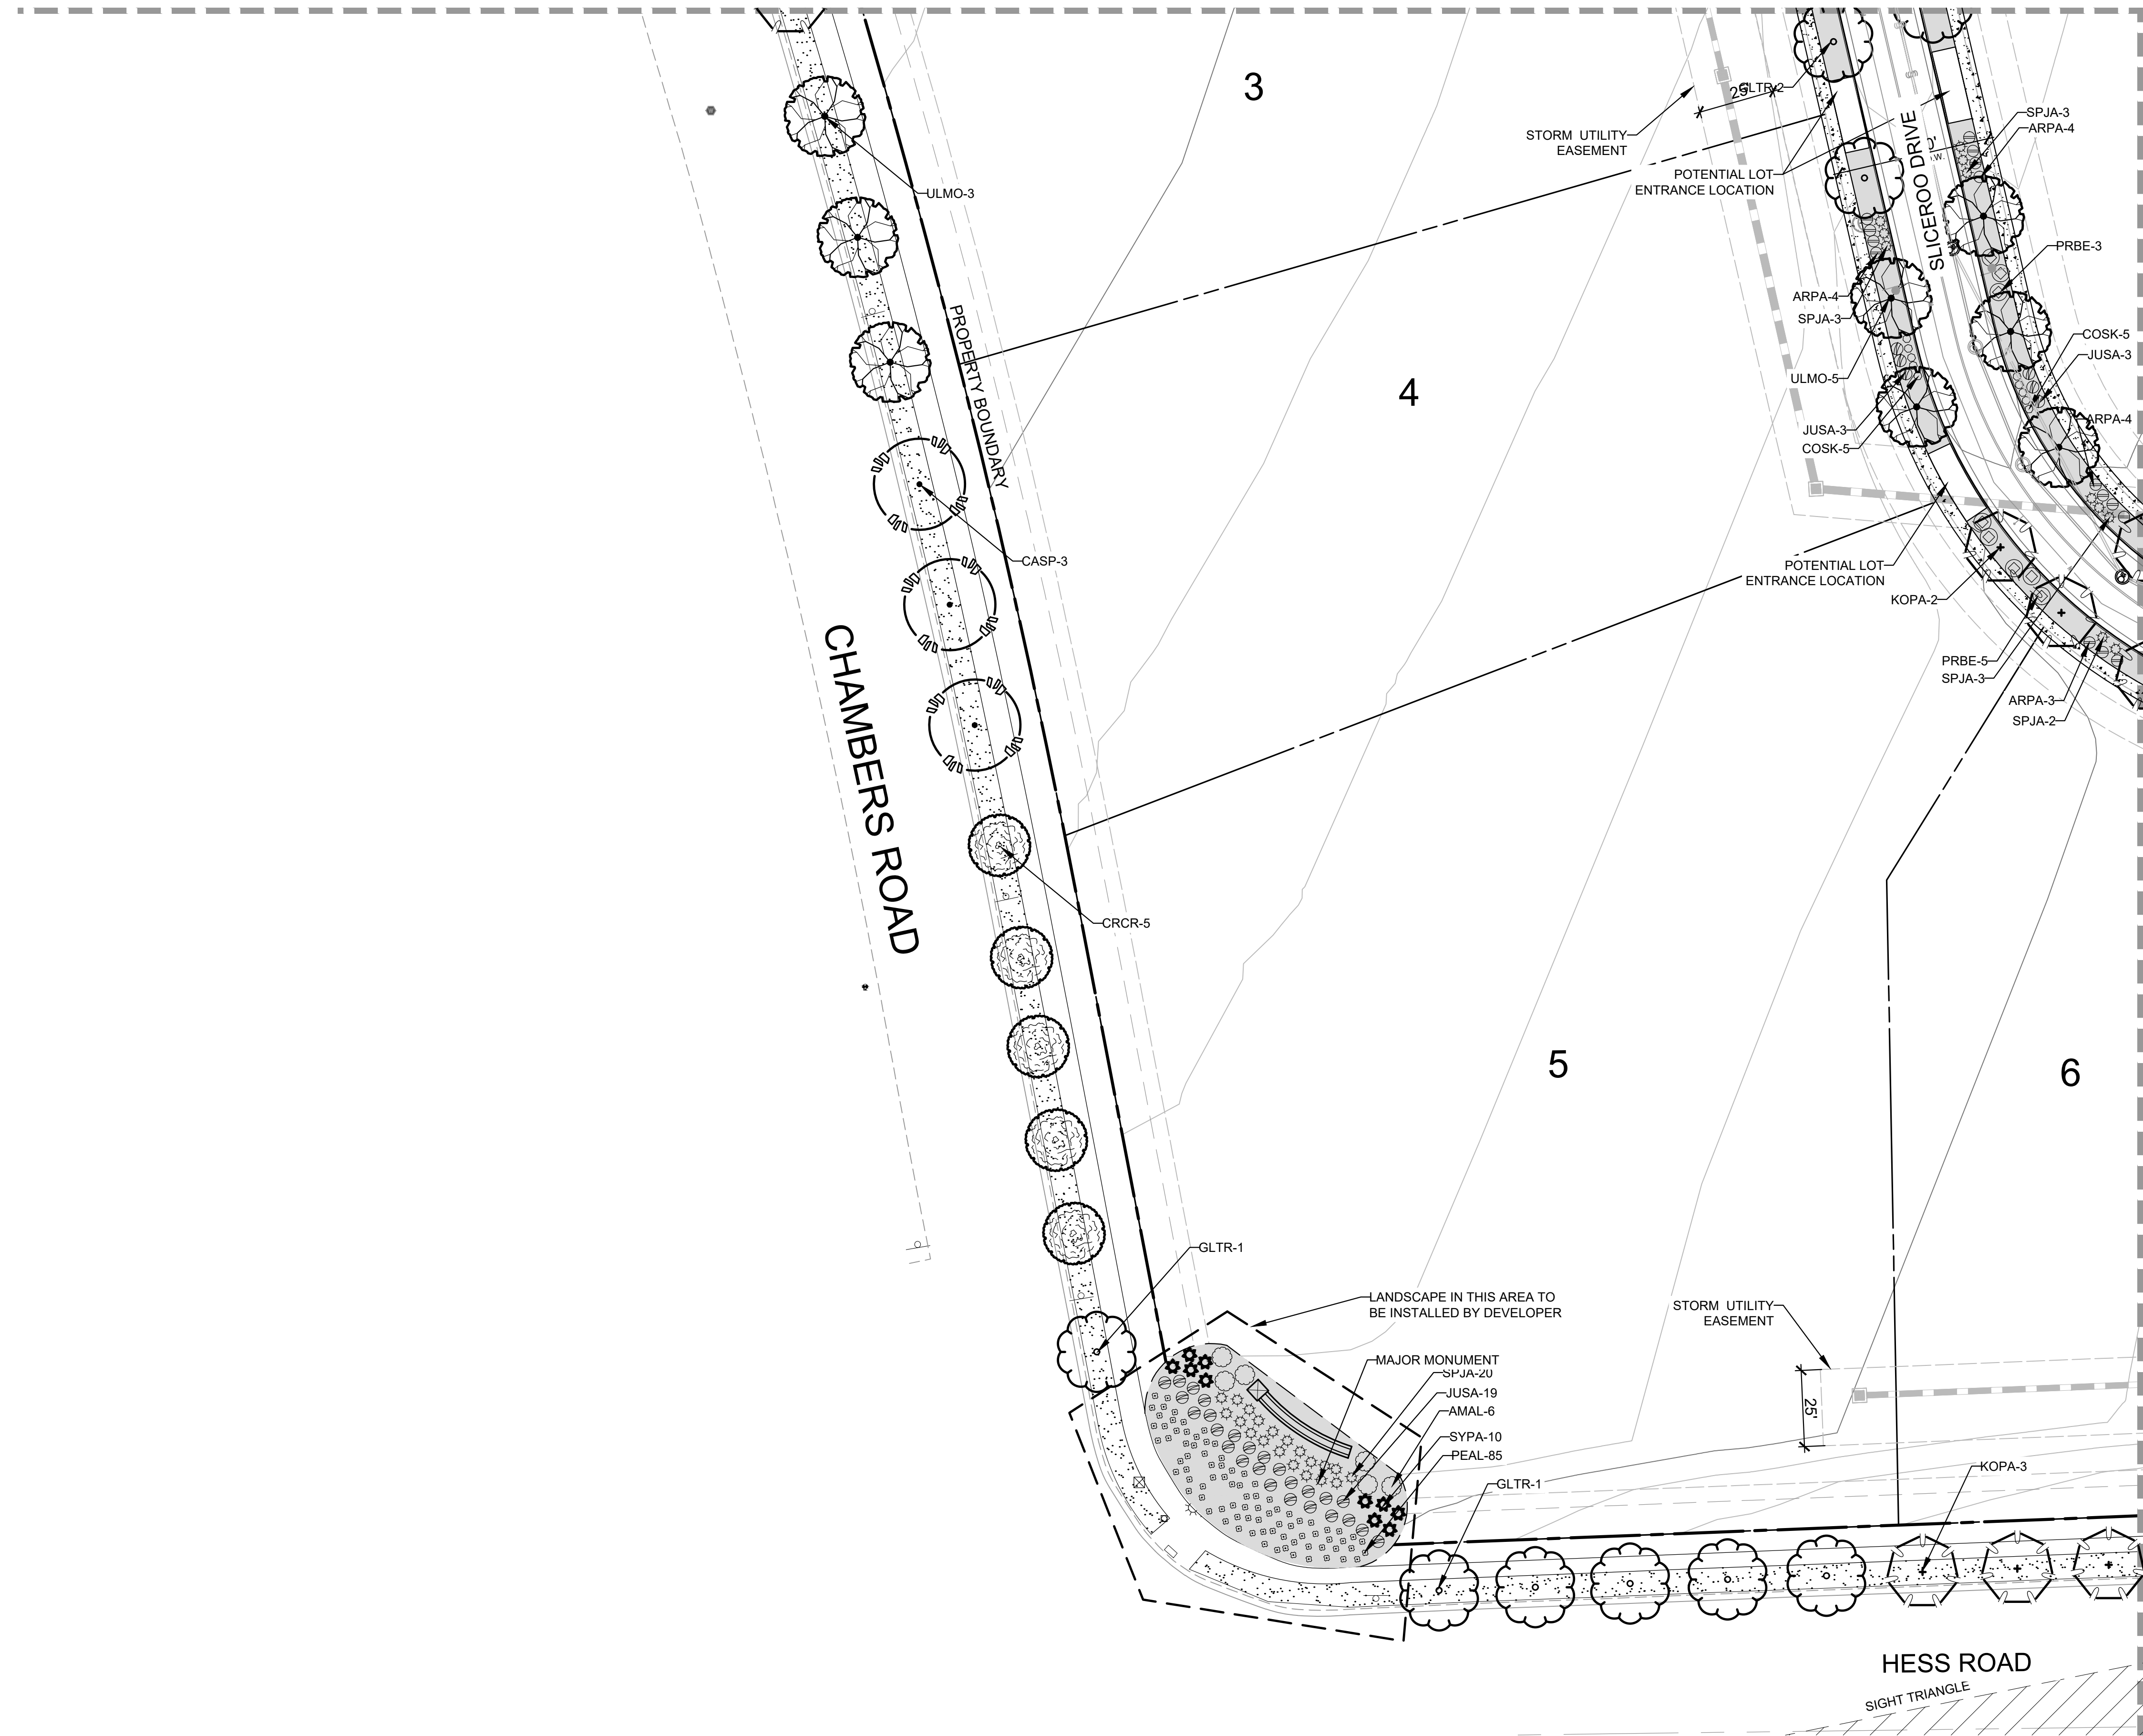 3
25'
GLTR-2
STORM UTILITY
EASEMENT
POTENTIAL LOT
ENTRANCE LOCATION
SLICEROO DRIVE
SPJA-3
ARPA-4
ULMO-3
PRBE-3
ARPA-4
SPJA-3
PROPERTY BOUNDARY
COSK-5
JUSA-3
ULMO-5
4
ARPA-4
JUSA-3
COSK-5
CASP-3
POTENTIAL LOT
ENTRANCE LOCATION
KOPA-2
CHAMBERS ROAD
PRBE-5
SPJA-3
ARPA-3
SPJA-2
CRCR-5
5
6
GLTR-1
LANDSCAPE IN THIS AREA TO
BE INSTALLED BY DEVELOPER
STORM UTILITY
EASEMENT
MAJOR MONUMENT
SPJA-20
JUSA-19
AMAL-6
25'
SYPA-10
PEAL-85
GLTR-1
KOPA-3
HESS ROAD
SIGHT TRIANGLE